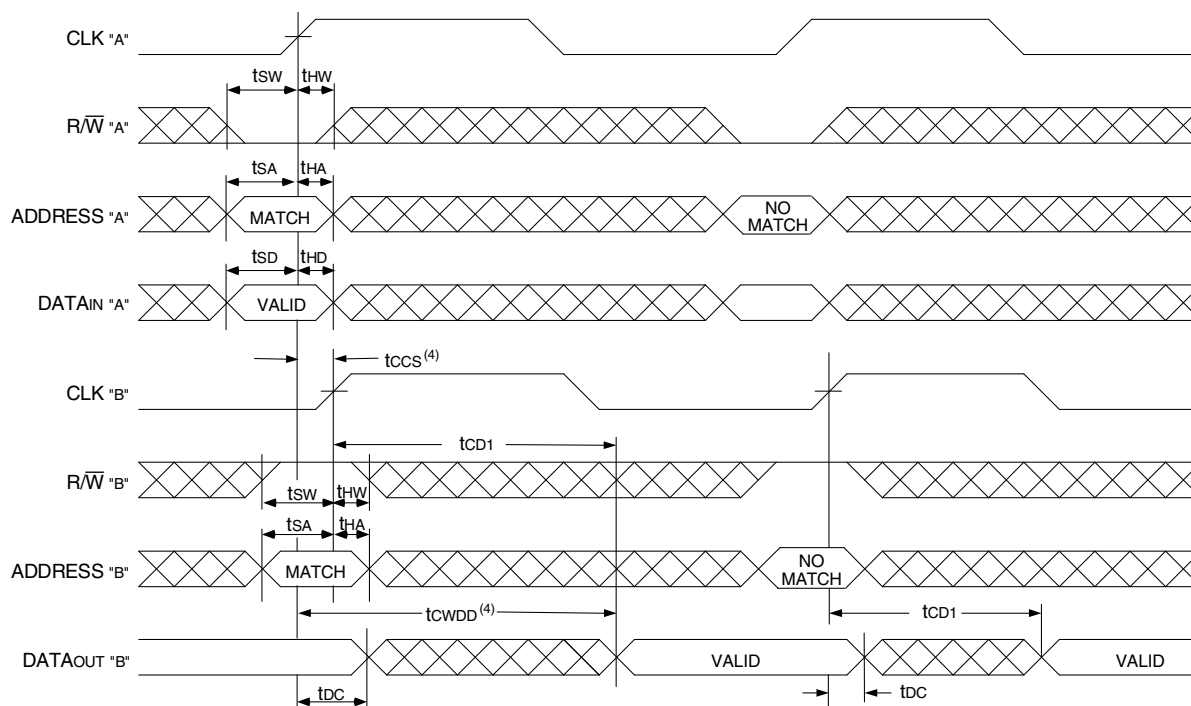 CLK "A"
tSW tHW
R/W̅ "A"
tSA tHA
ADDRESS "A" MATCH NO MATCH
tSD tHD
DATAIN "A" VALID
tCCS(4)
CLK "B"
tCD1
R/W̅ "B"
tSW tHW
tSA tHA
ADDRESS "B" MATCH NO MATCH
tCWDD(4) tCD1
DATAOUT "B" VALID VALID
tDC tDC